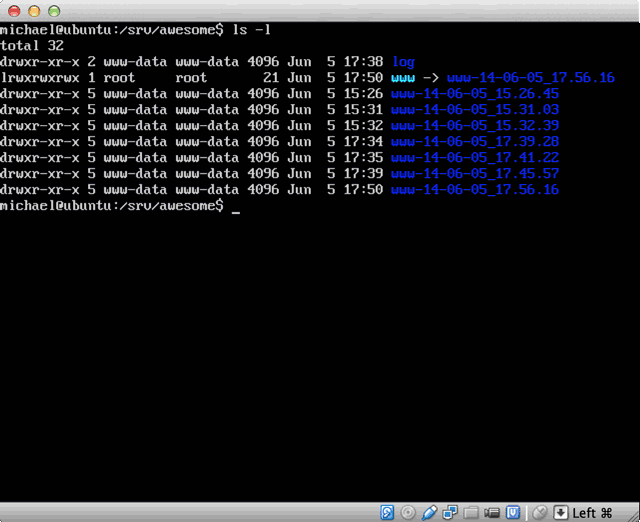 michael@ubuntu:/srv/awesome$ ls -l
total 32
drwxr-xr-x 2 www-data www-data 4096 Jun  5 17:38 log
lrwxrwxrwx 1 root     root       21 Jun  5 17:50 www -> www-14-06-05_17.56.16
drwxr-xr-x 5 www-data www-data 4096 Jun  5 15:26 www-14-06-05_15.26.45
drwxr-xr-x 5 www-data www-data 4096 Jun  5 15:31 www-14-06-05_15.31.03
drwxr-xr-x 5 www-data www-data 4096 Jun  5 15:32 www-14-06-05_15.32.39
drwxr-xr-x 5 www-data www-data 4096 Jun  5 17:34 www-14-06-05_17.39.28
drwxr-xr-x 5 www-data www-data 4096 Jun  5 17:35 www-14-06-05_17.41.22
drwxr-xr-x 5 www-data www-data 4096 Jun  5 17:39 www-14-06-05_17.45.57
drwxr-xr-x 5 www-data www-data 4096 Jun  5 17:50 www-14-06-05_17.56.16
michael@ubuntu:/srv/awesome$ _
Left ⌘